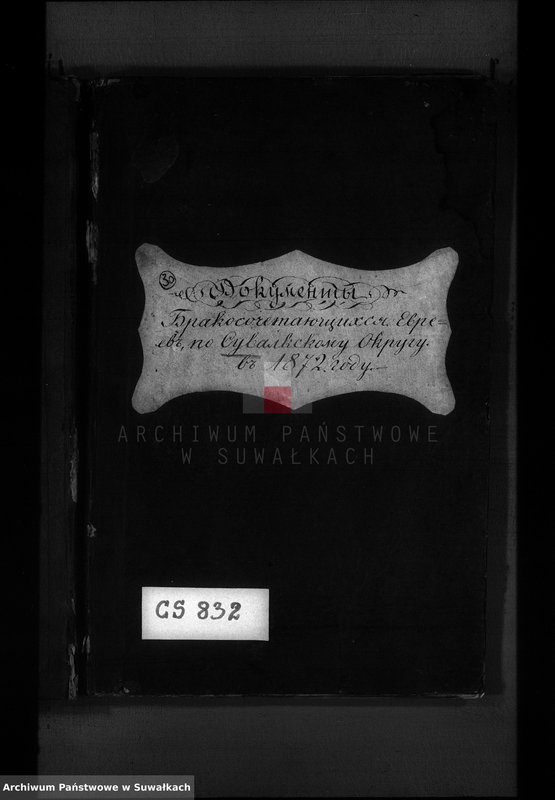 30
Документы
Бракосочетающихся Евре=
евъ, по Сувалкскому Округу.
въ 1872 году.
ARCHIWUM PAŃSTWOWE
W SUWAŁKACH
CS 832
Archiwum Państwowe w Suwałkach